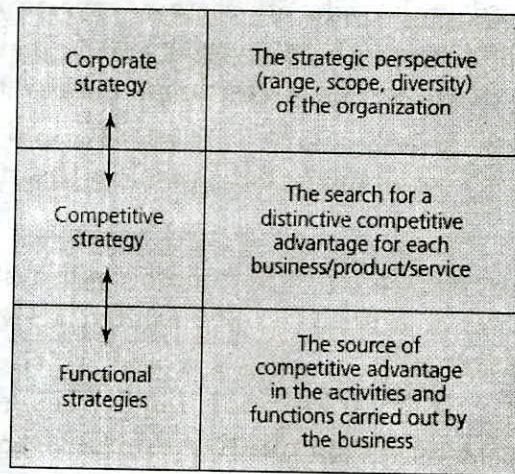 Corporate
strategy
The strategic perspective
(range, scope, diversity)
of the organization
Competitive
strategy
The search for a
distinctive competitive
advantage for each
business/product/service
Functional
strategies
The source of
competitive advantage
in the activities and
functions carried out by
the business